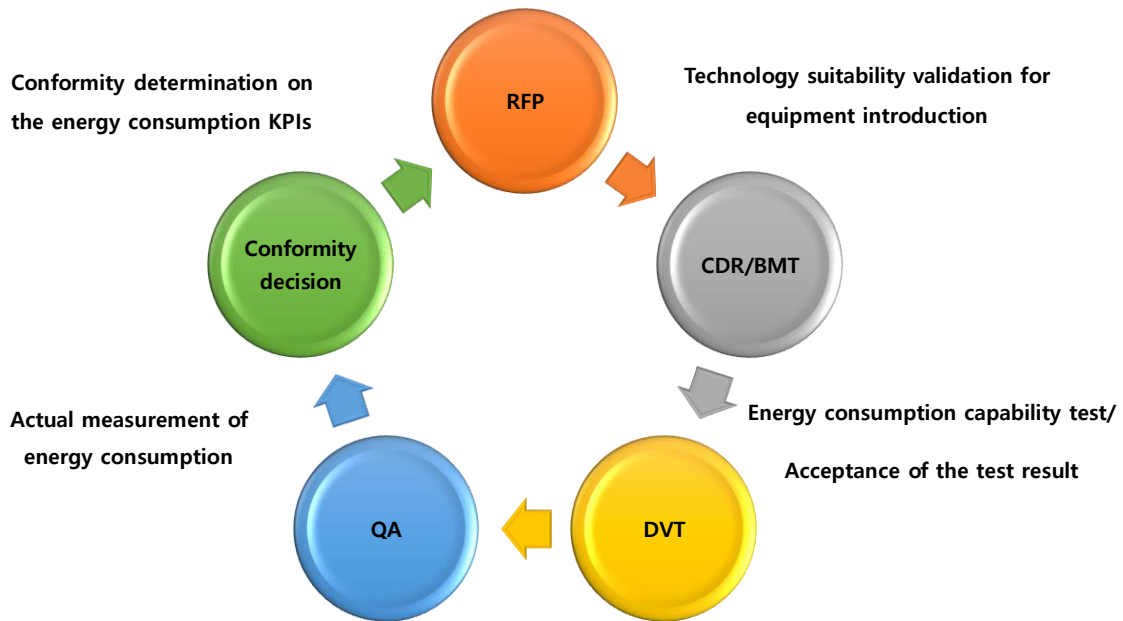 RFP
Technology suitability validation for
equipment introduction
CDR/BMT
Energy consumption capability test/
Acceptance of the test result
DVT
QA
Actual measurement of
energy consumption
Conformity
decision
Conformity determination on
the energy consumption KPIs